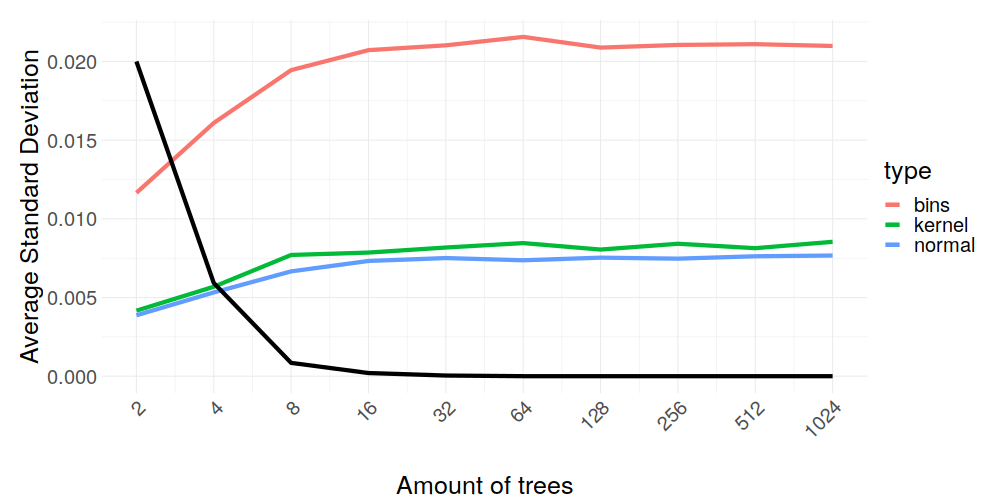 Average Standard Deviation
0.020
0.015
0.010
0.005
0.000
2
4
8
16
32
64
128
256
512
1024
Amount of trees
type
bins
kernel
normal